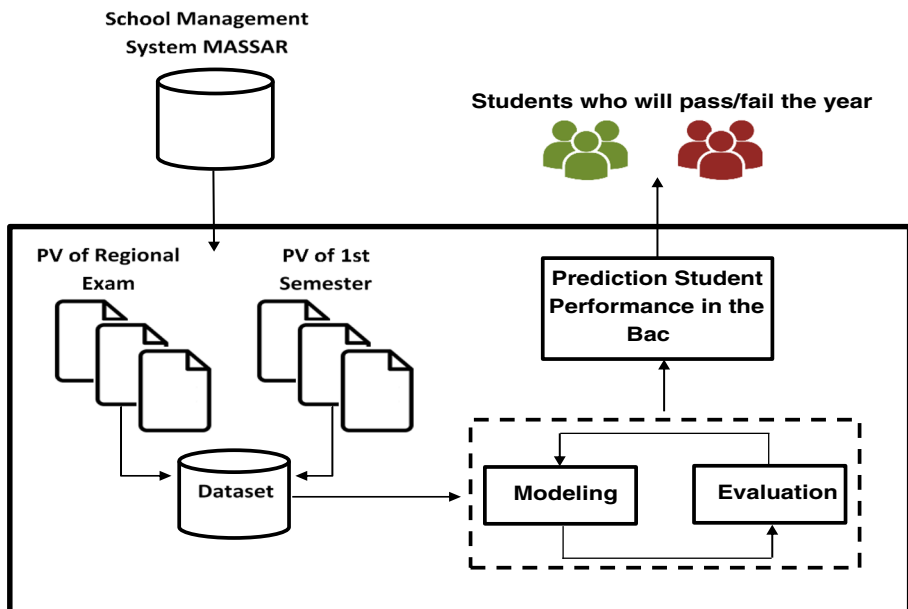 School Management
System MASSAR
Students who will pass/fail the year
PV of Regional
Exam
PV of 1st
Semester
Prediction Student
Performance in the
Bac
Dataset
Modeling
Evaluation